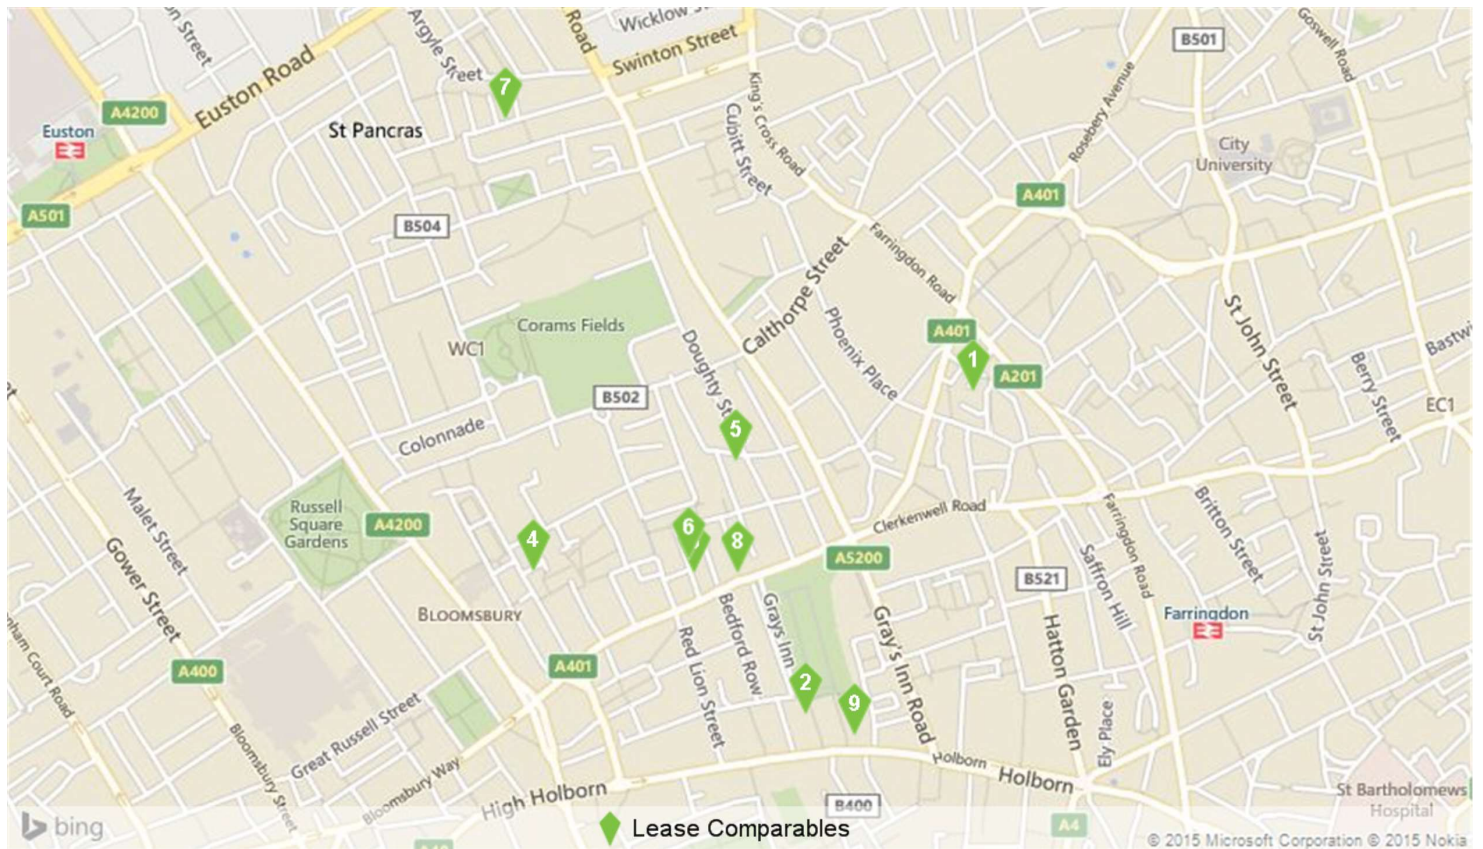 Argyle Street
Road
Wicklow
Swinton Street
B501
Goswell Road
Euston Road
7
A4200
Euston
St Pancras
King's Cross Road
Cubitt Street
Rosebery Avenue
City
University
A501
B504
A401
Farringdon Road
Calthorpe Street
Corams Fields
WC1
Doughty St
Phoenix Place
A401
1
A201
St John Street
Bastwi
Berry Street
EC1
B502
5
Colonnade
Malet Street
Russell
Square
Gardens
A4200
Gower Street
4
6
8
Clerkenwell Road
A5200
Farringdon Road
Britton Street
St John Street
Saffron Hill
B521
Farringdon
Bloomsbury
Grays Inn
Bedford Row
Red Lion Street
Gray's Inn Road
Hatton Garden
A400
A401
2
9
Ely Place
Great Russell Street
Bloomsbury Street
Bloomsbury Way
High Holborn
Holborn
Holborn
St Bartholomews
Hospital
B400
A4
bing
Lease Comparables
© 2015 Microsoft Corporation © 2015 Nokia